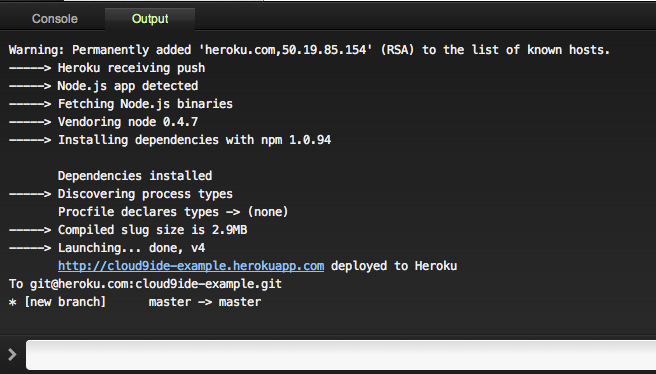 Console Output
Warning: Permanently added 'heroku.com,50.19.85.154' (RSA) to the list of known hosts.
-----> Heroku receiving push
-----> Node.js app detected
-----> Fetching Node.js binaries
-----> Vendoring node 0.4.7
-----> Installing dependencies with npm 1.0.94
Dependencies installed
-----> Discovering process types
Procfile declares types -> (none)
-----> Compiled slug size is 2.9MB
-----> Launching... done, v4
http://cloud9ide-example.herokuapp.com deployed to Heroku
To git@heroku.com:cloud9ide-example.git
* [new branch]      master -> master